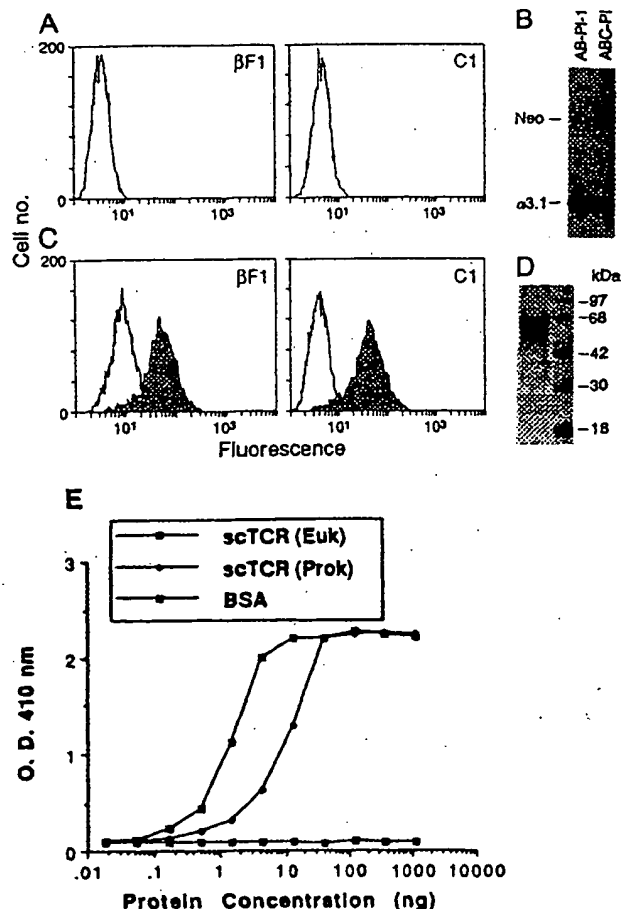 A
200
βF1
C1
0
10¹ 10³
10¹ 10³
Cell no.
B
AB-PI-1
ABC-PI
Neo –
α3.1 –
C
200
βF1
C1
0
10¹ 10³
10¹ 10³
Fluorescence
D
kDa
–97
–68
–42
–30
–18
E
scTCR (Euk)
scTCR (Prok)
BSA
3
2
1
0
O. D. 410 nm
.01 .1 1 10 100 1000 10000
Protein Concentration (ng)